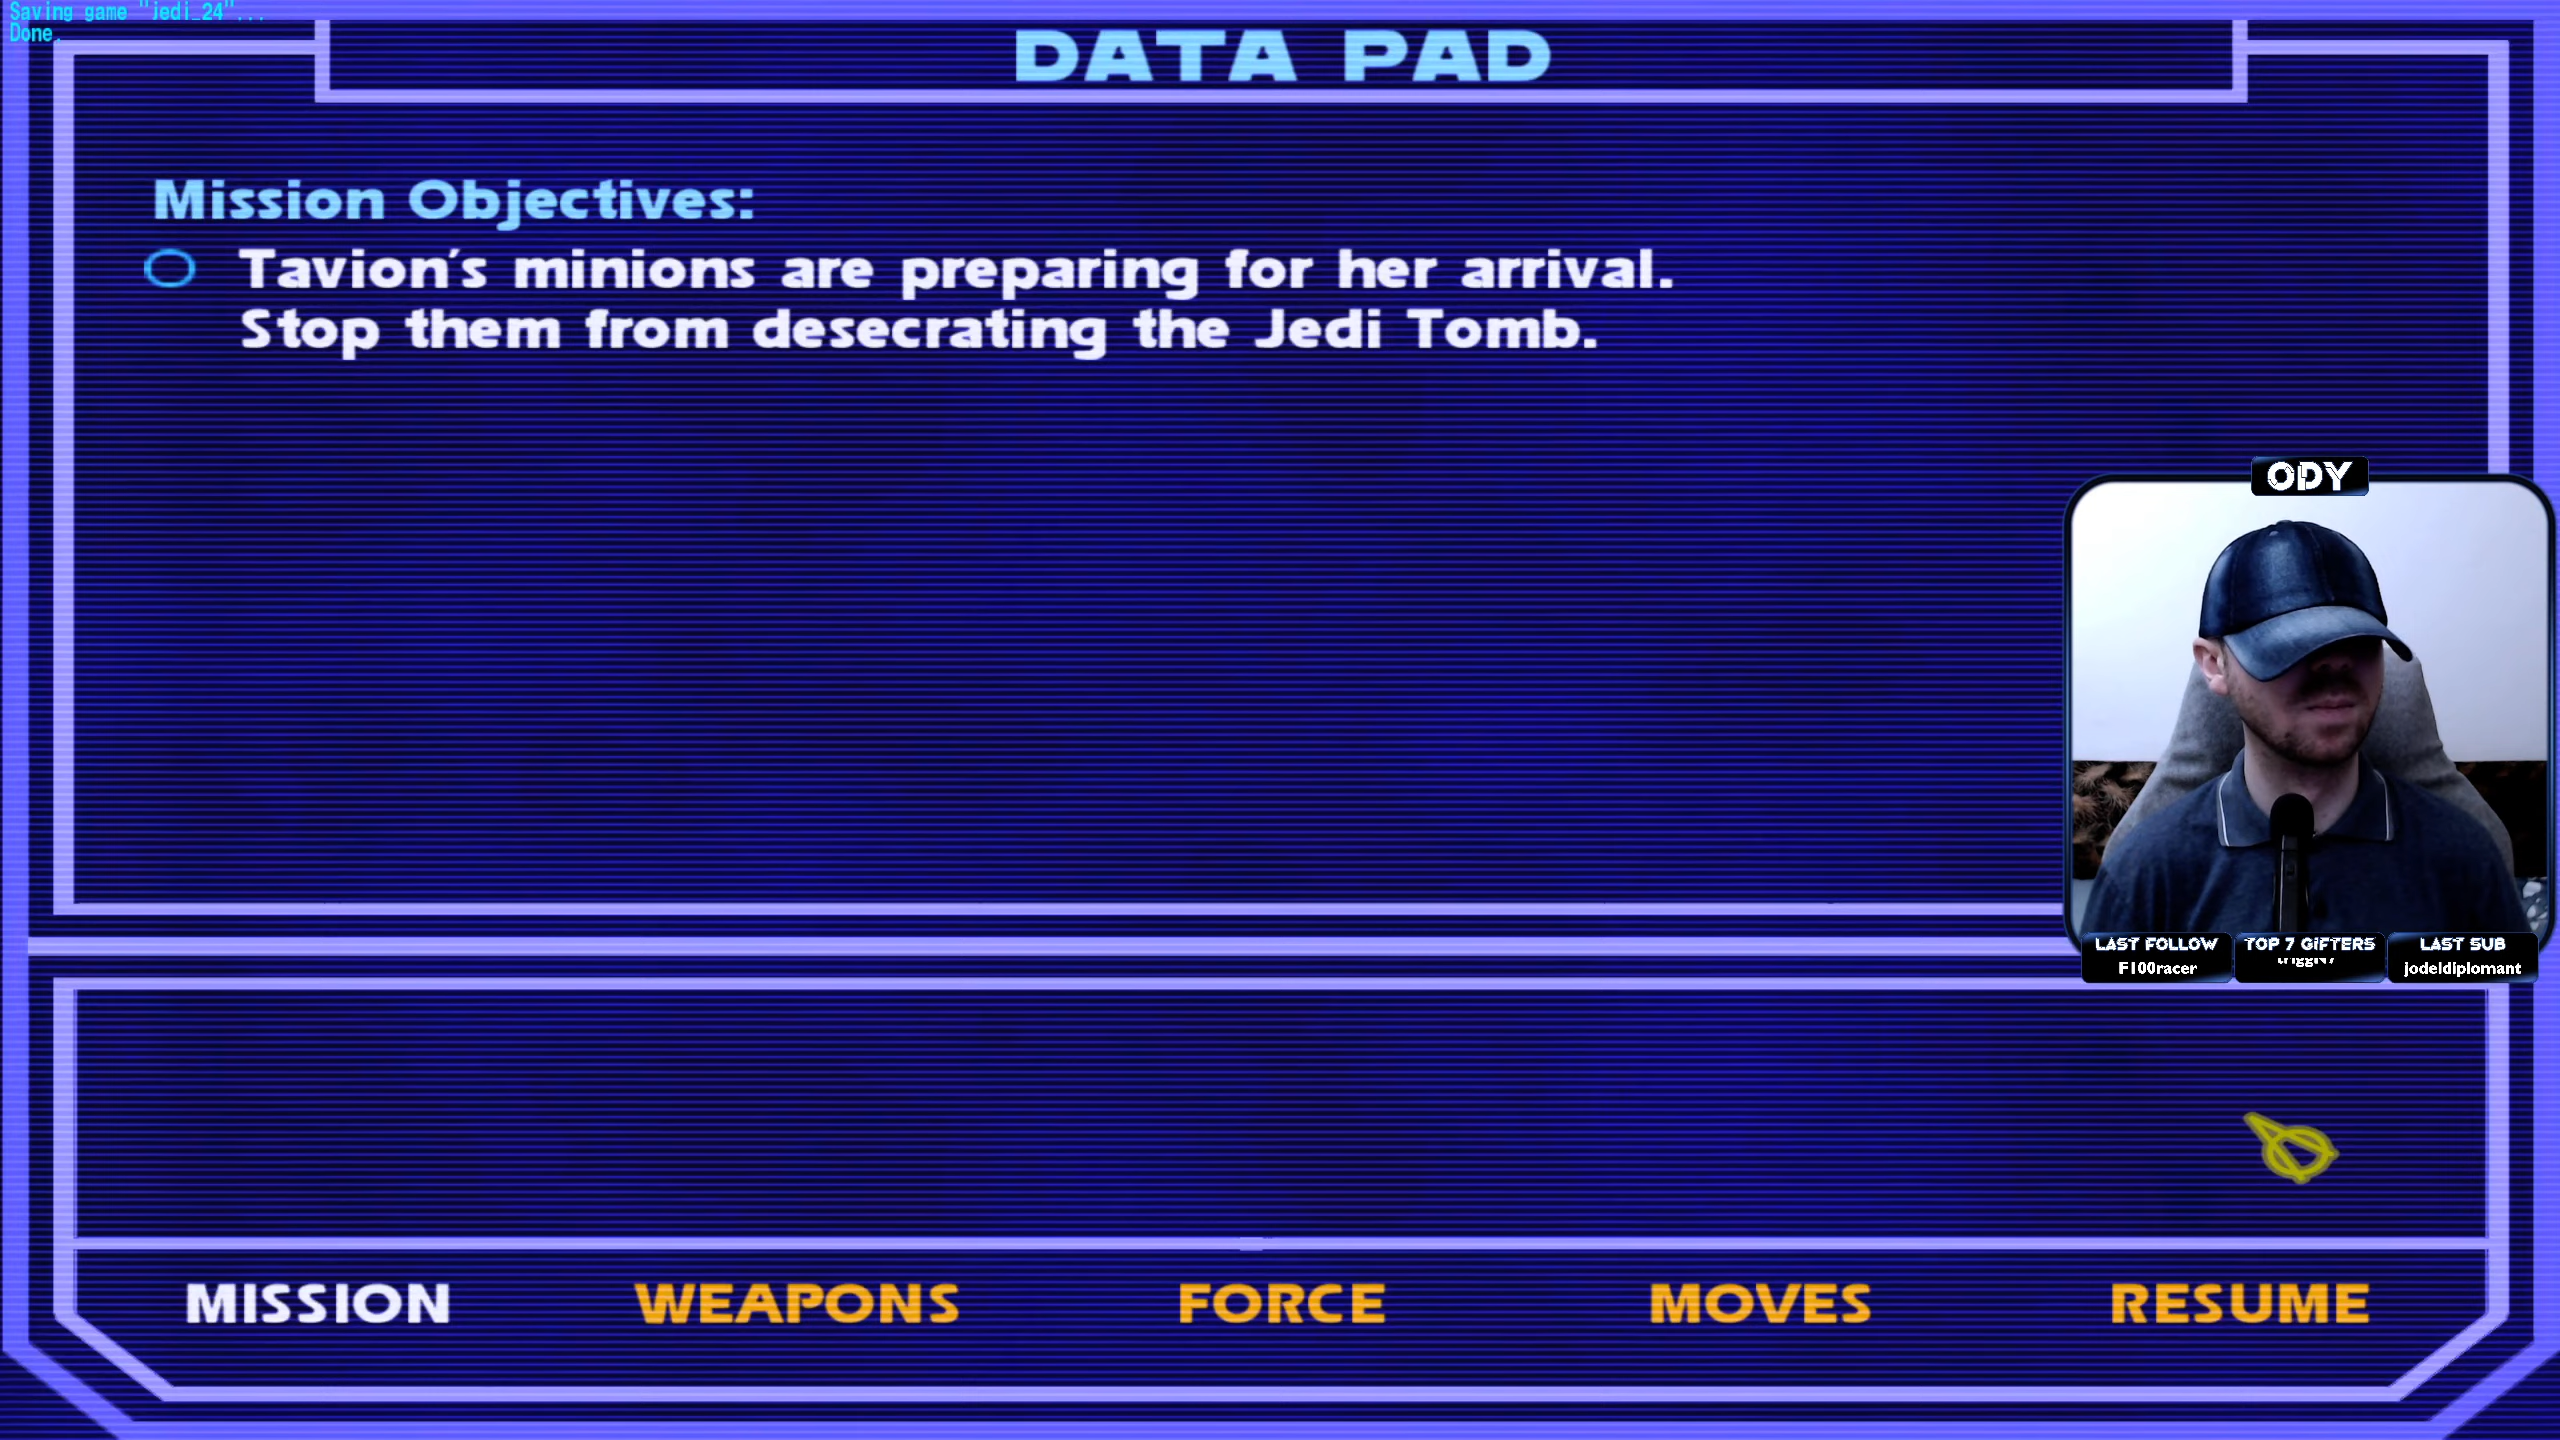 Saving game "jedi_24"...
Done.
DATA PAD
Mission Objectives:
Tavion's minions are preparing for her arrival.
Stop them from desecrating the Jedi Tomb.
ODY
LAST FOLLOW
F100racer
TOP 7 GIFTERS
LAST SUB
jodeldiplomant
MISSION
WEAPONS
FORCE
MOVES
RESUME